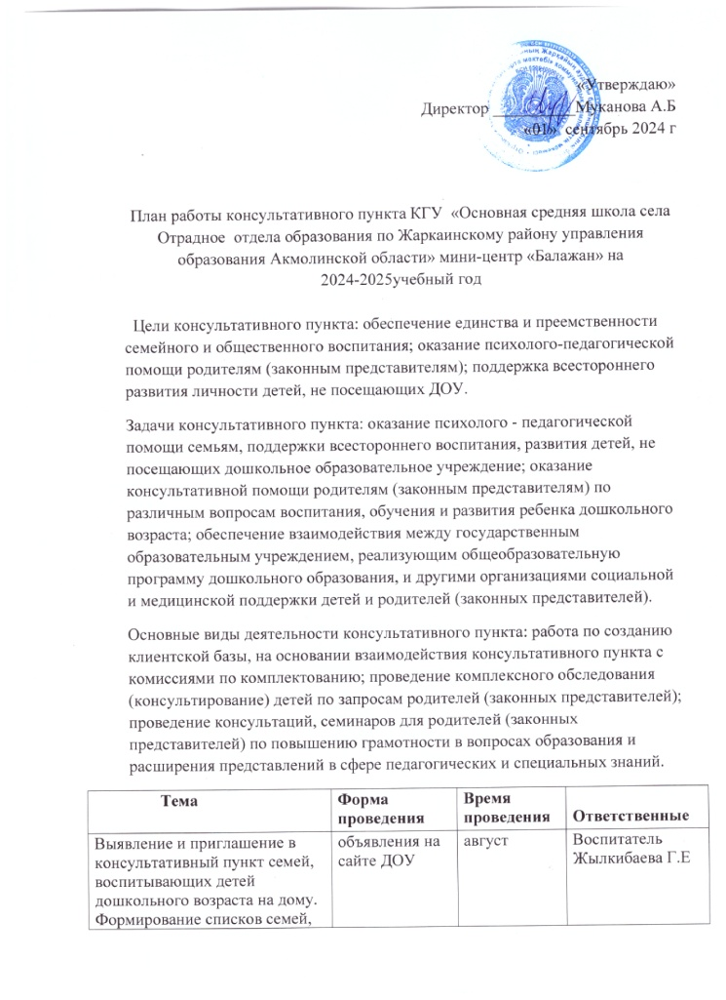 «Утверждаю»
Директор __________Муканова А.Б
«01» сентябрь 2024 г
План работы консультативного пункта КГУ «Основная средняя школа села
Отрадное отдела образования по Жаркаинскому району управления
образования Акмолинской области» мини-центр «Балажан» на
2024-2025учебный год
Цели консультативного пункта: обеспечение единства и преемственности
семейного и общественного воспитания; оказание психолого-педагогической
помощи родителям (законным представителям); поддержка всестороннего
развития личности детей, не посещающих ДОУ.
Задачи консультативного пункта: оказание психолого - педагогической
помощи семьям, поддержки всестороннего воспитания, развития детей, не
посещающих дошкольное образовательное учреждение; оказание
консультативной помощи родителям (законным представителям) по
различным вопросам воспитания, обучения и развития ребенка дошкольного
возраста; обеспечение взаимодействия между государственным
образовательным учреждением, реализующим общеобразовательную
программу дошкольного образования, и другими организациями социальной
и медицинской поддержки детей и родителей (законных представителей).
Основные виды деятельности консультативного пункта: работа по созданию
клиентской базы, на основании взаимодействия консультативного пункта с
комиссиями по комплектованию; проведение комплексного обследования
(консультирование) детей по запросам родителей (законных представителей);
проведение консультаций, семинаров для родителей (законных
представителей) по повышению грамотности в вопросах образования и
расширения представлений в сфере педагогических и специальных знаний.
Тема
Форма
проведения
Время
проведения
Ответственные
Выявление и приглашение в
консультативный пункт семей,
воспитывающих детей
дошкольного возраста на дому.
Формирование списков семей,
объявления на
сайте ДОУ
август
Воспитатель
Жылкибаева Г.Е